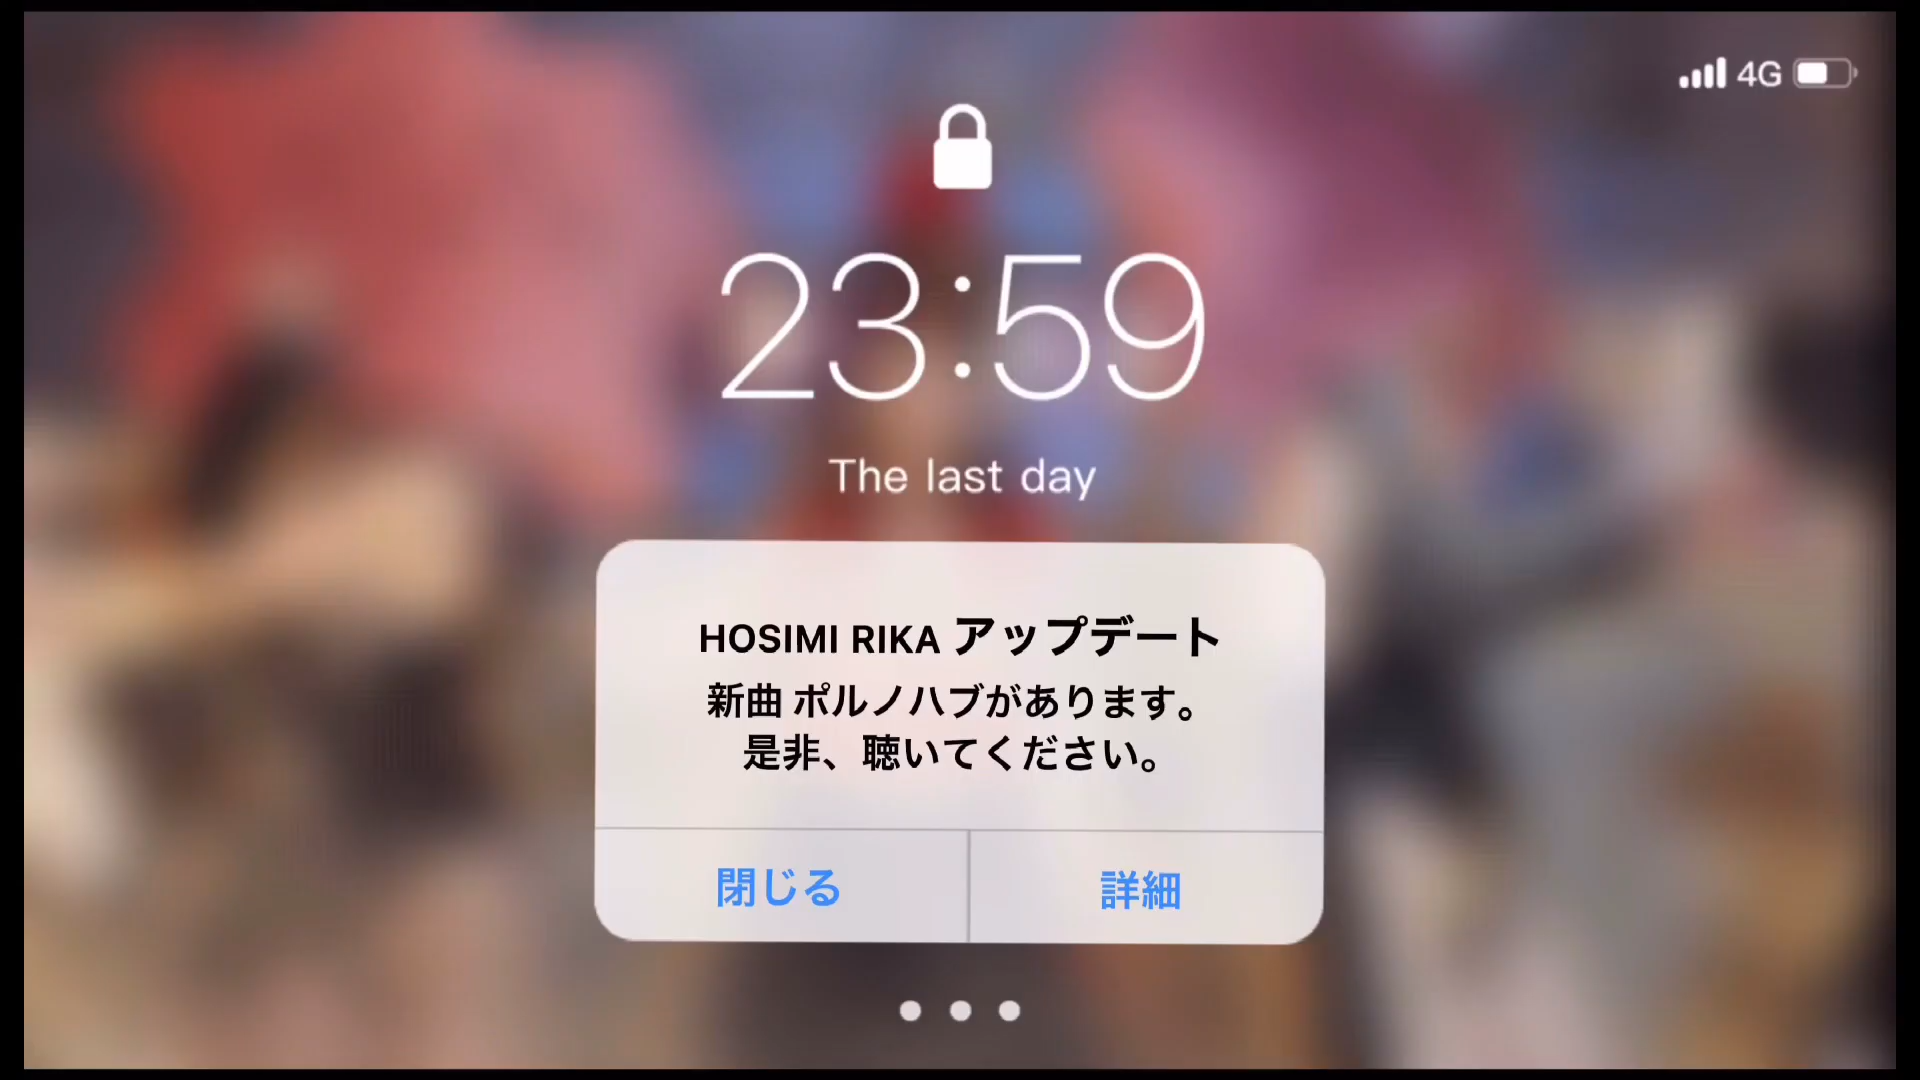 4G
23:59
The last day
HOSIMI RIKA アップデート
新曲 ポルノハブがあります。
是非、聴いてください。
閉じる
詳細